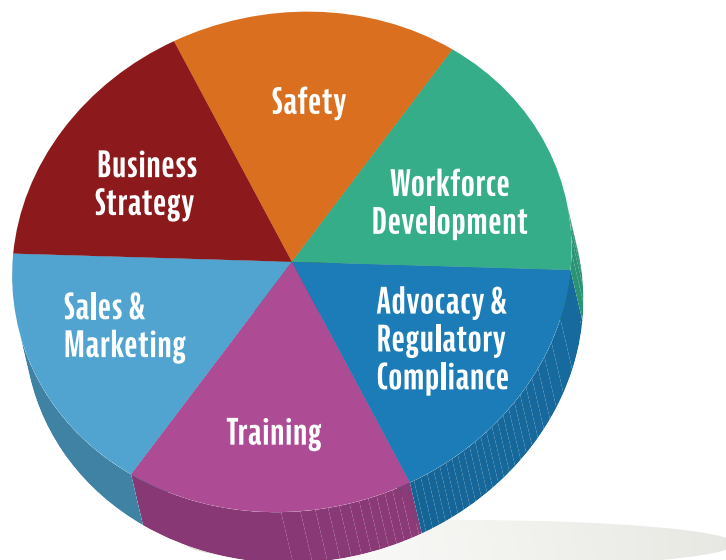 Safety
Business
Strategy
Workforce
Development
Sales &
Marketing
Advocacy &
Regulatory
Compliance
Training